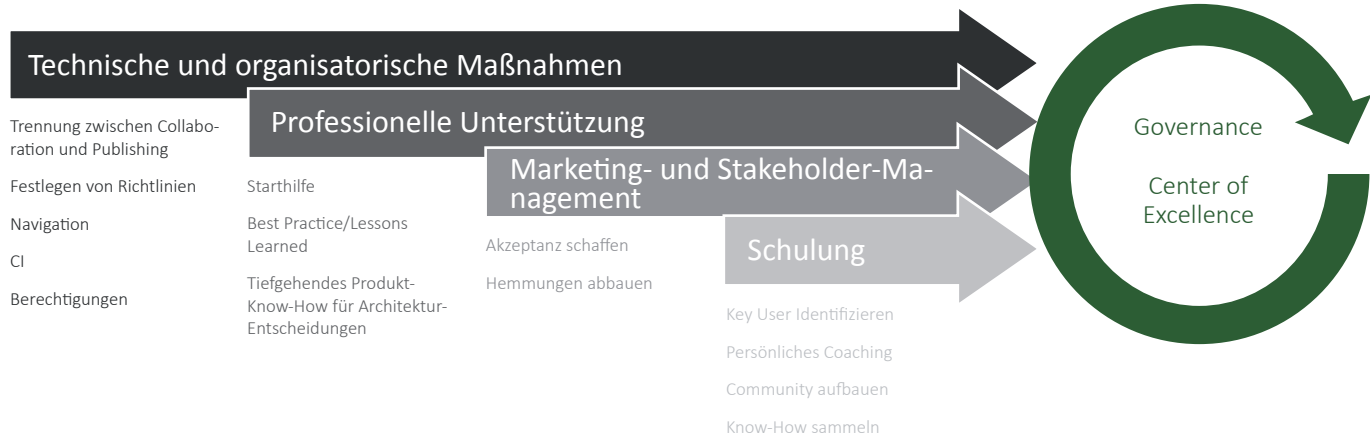 Technische und organisatorische Maßnahmen
Trennung zwischen Collabo-
ration und Publishing
Festlegen von Richtlinien
Navigation
CI
Berechtigungen
Professionelle Unterstützung
Starthilfe
Best Practice/Lessons
Learned
Tiefgehendes Produkt-
Know-How für Architektur-
Entscheidungen
Marketing- und Stakeholder-Ma-
nagement
Akzeptanz schaffen
Hemmungen abbauen
Schulung
Key User Identifizieren
Persönliches Coaching
Community aufbauen
Know-How sammeln
Governance
Center of
Excellence